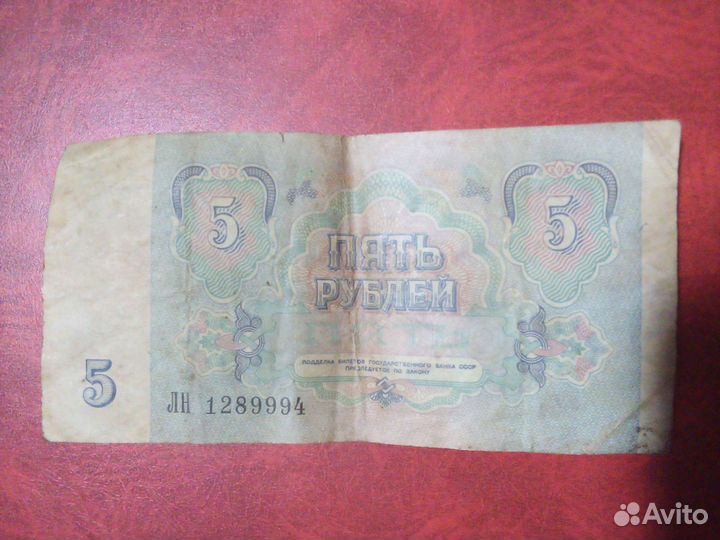 5
5
ПЯТЬ
РУБЛЕЙ
ПОДДЕЛКА БИЛЕТОВ ГОСУДАРСТВЕННОГО БАНКА СССР
ПРЕСЛЕДУЕТСЯ ПО ЗАКОНУ
5
ЛН 1289994
Avito